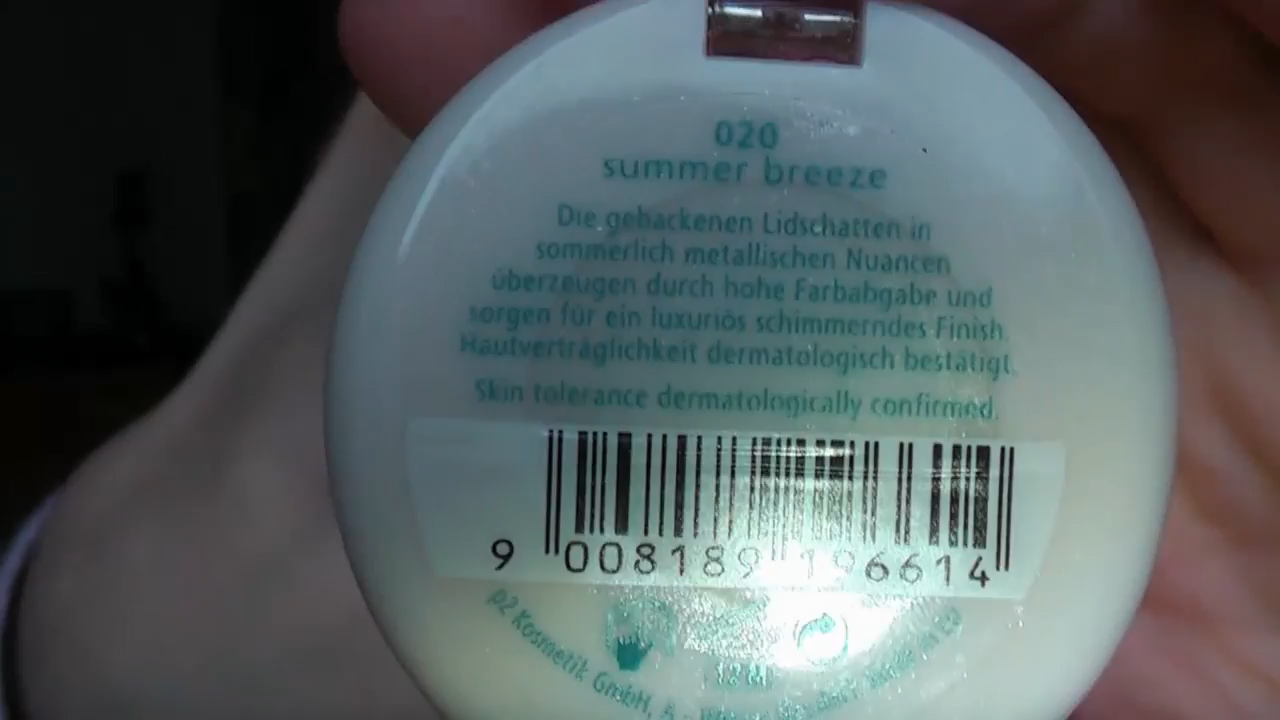 020
summer breeze
Die gebackenen Lidschatten in
sommerlich metallischen Nuancen
überzeugen durch hohe Farbabgabe und
sorgen für ein luxuriös schimmerndes Finish.
Hautverträglichkeit dermatologisch bestätigt.
Skin tolerance dermatologically confirmed.
9 008189 196614
12 M
p2 Kosmetik GmbH, A -